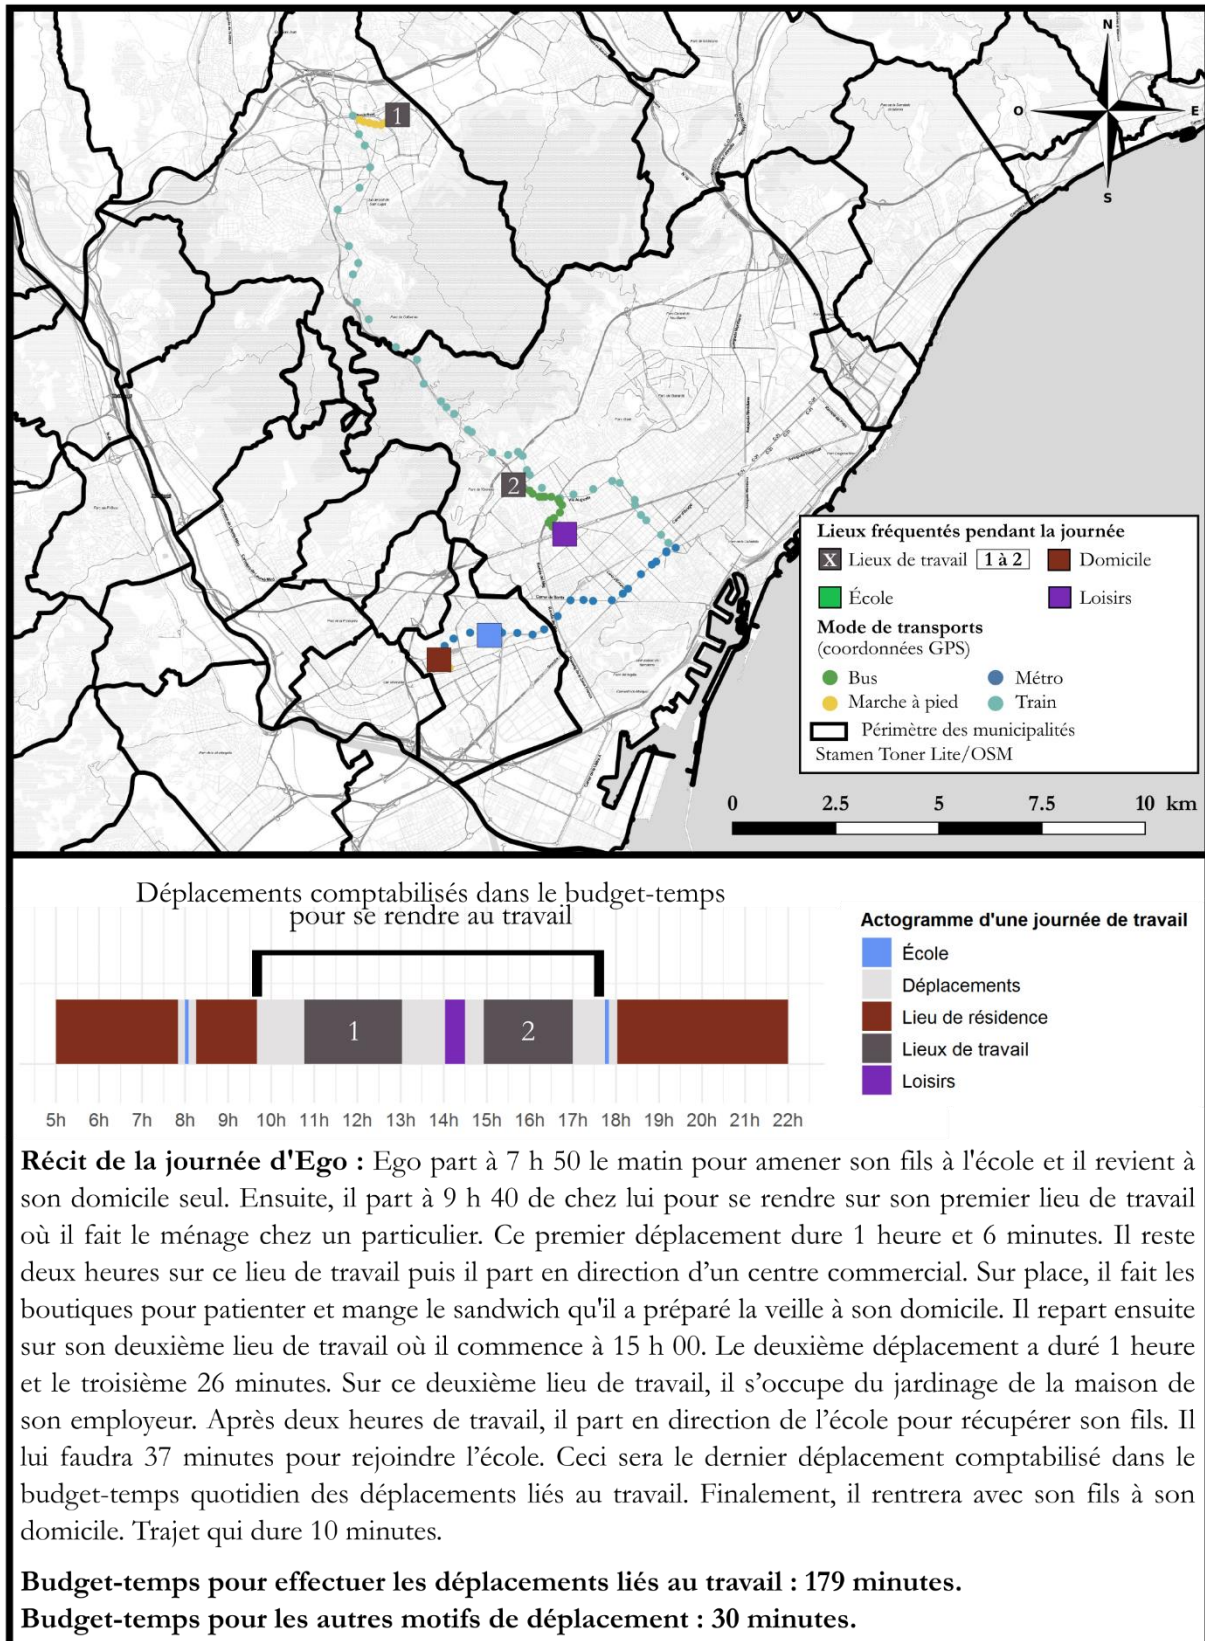 N
O
E
S
1
2
Lieux fréquentés pendant la journée
X Lieux de travail 1 à 2 Domicile
École Loisirs
Mode de transports
(coordonnées GPS)
Bus Métro
Marche à pied Train
Périmètre des municipalités
Stamen Toner Lite/OSM
0 2.5 5 7.5 10 km
Déplacements comptabilisés dans le budget-temps
pour se rendre au travail
1 2
5h 6h 7h 8h 9h 10h 11h 12h 13h 14h 15h 16h 17h 18h 19h 20h 21h 22h
Actogramme d'une journée de travail
École
Déplacements
Lieu de résidence
Lieux de travail
Loisirs
Récit de la journée d'Ego : Ego part à 7 h 50 le matin pour amener son fils à l'école et il revient à
son domicile seul. Ensuite, il part à 9 h 40 de chez lui pour se rendre sur son premier lieu de travail
où il fait le ménage chez un particulier. Ce premier déplacement dure 1 heure et 6 minutes. Il reste
deux heures sur ce lieu de travail puis il part en direction d’un centre commercial. Sur place, il fait les
boutiques pour patienter et mange le sandwich qu'il a préparé la veille à son domicile. Il repart ensuite
sur son deuxième lieu de travail où il commence à 15 h 00. Le deuxième déplacement a duré 1 heure
et le troisième 26 minutes. Sur ce deuxième lieu de travail, il s’occupe du jardinage de la maison de
son employeur. Après deux heures de travail, il part en direction de l’école pour récupérer son fils. Il
lui faudra 37 minutes pour rejoindre l’école. Ceci sera le dernier déplacement comptabilisé dans le
budget-temps quotidien des déplacements liés au travail. Finalement, il rentrera avec son fils à son
domicile. Trajet qui dure 10 minutes.
Budget-temps pour effectuer les déplacements liés au travail : 179 minutes.
Budget-temps pour les autres motifs de déplacement : 30 minutes.